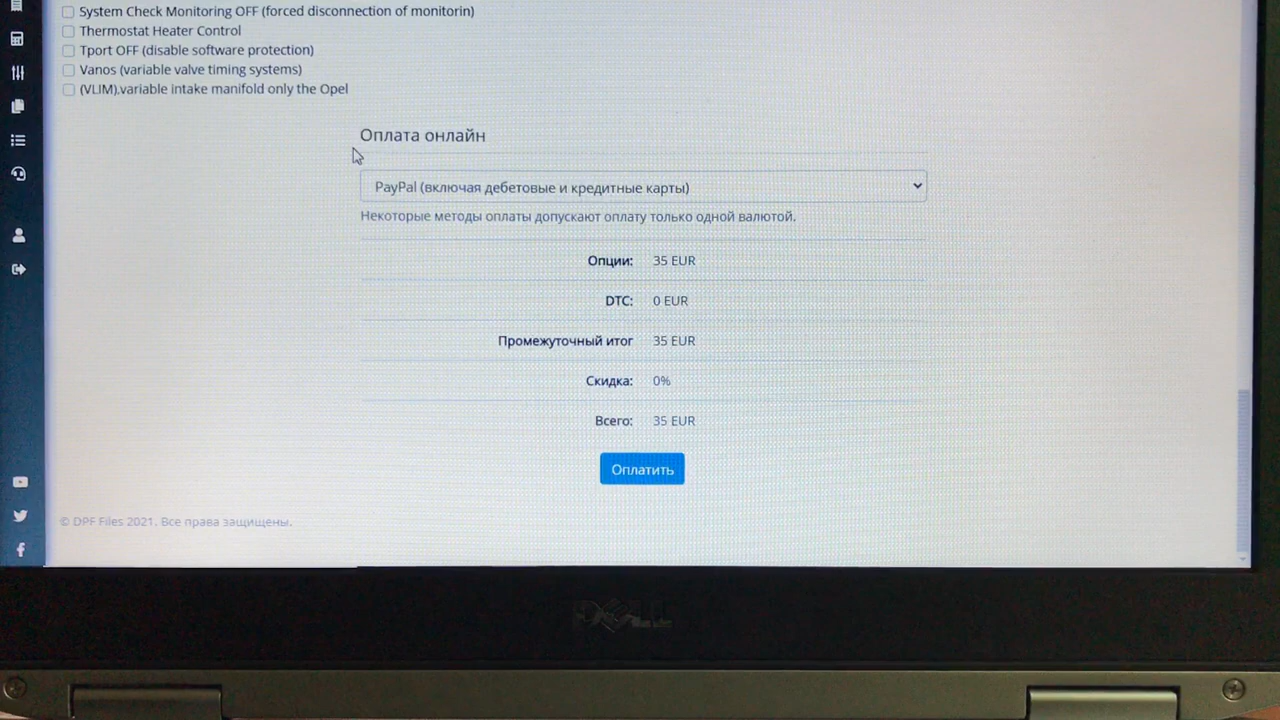 System Check Monitoring OFF (forced disconnection of monitorin)
Thermostat Heater Control
Tport OFF (disable software protection)
Vanos (variable valve timing systems)
(VLIM),variable intake manifold only the Opel
Оплата онлайн
PayPal (включая дебетовые и кредитные карты)
Некоторые методы оплаты допускают оплату только одной валютой.
Опции: 35 EUR
DTC: 0 EUR
Промежуточный итог 35 EUR
Скидка: 0%
Всего: 35 EUR
Оплатить
© DPF Files 2021. Все права защищены.
DELL